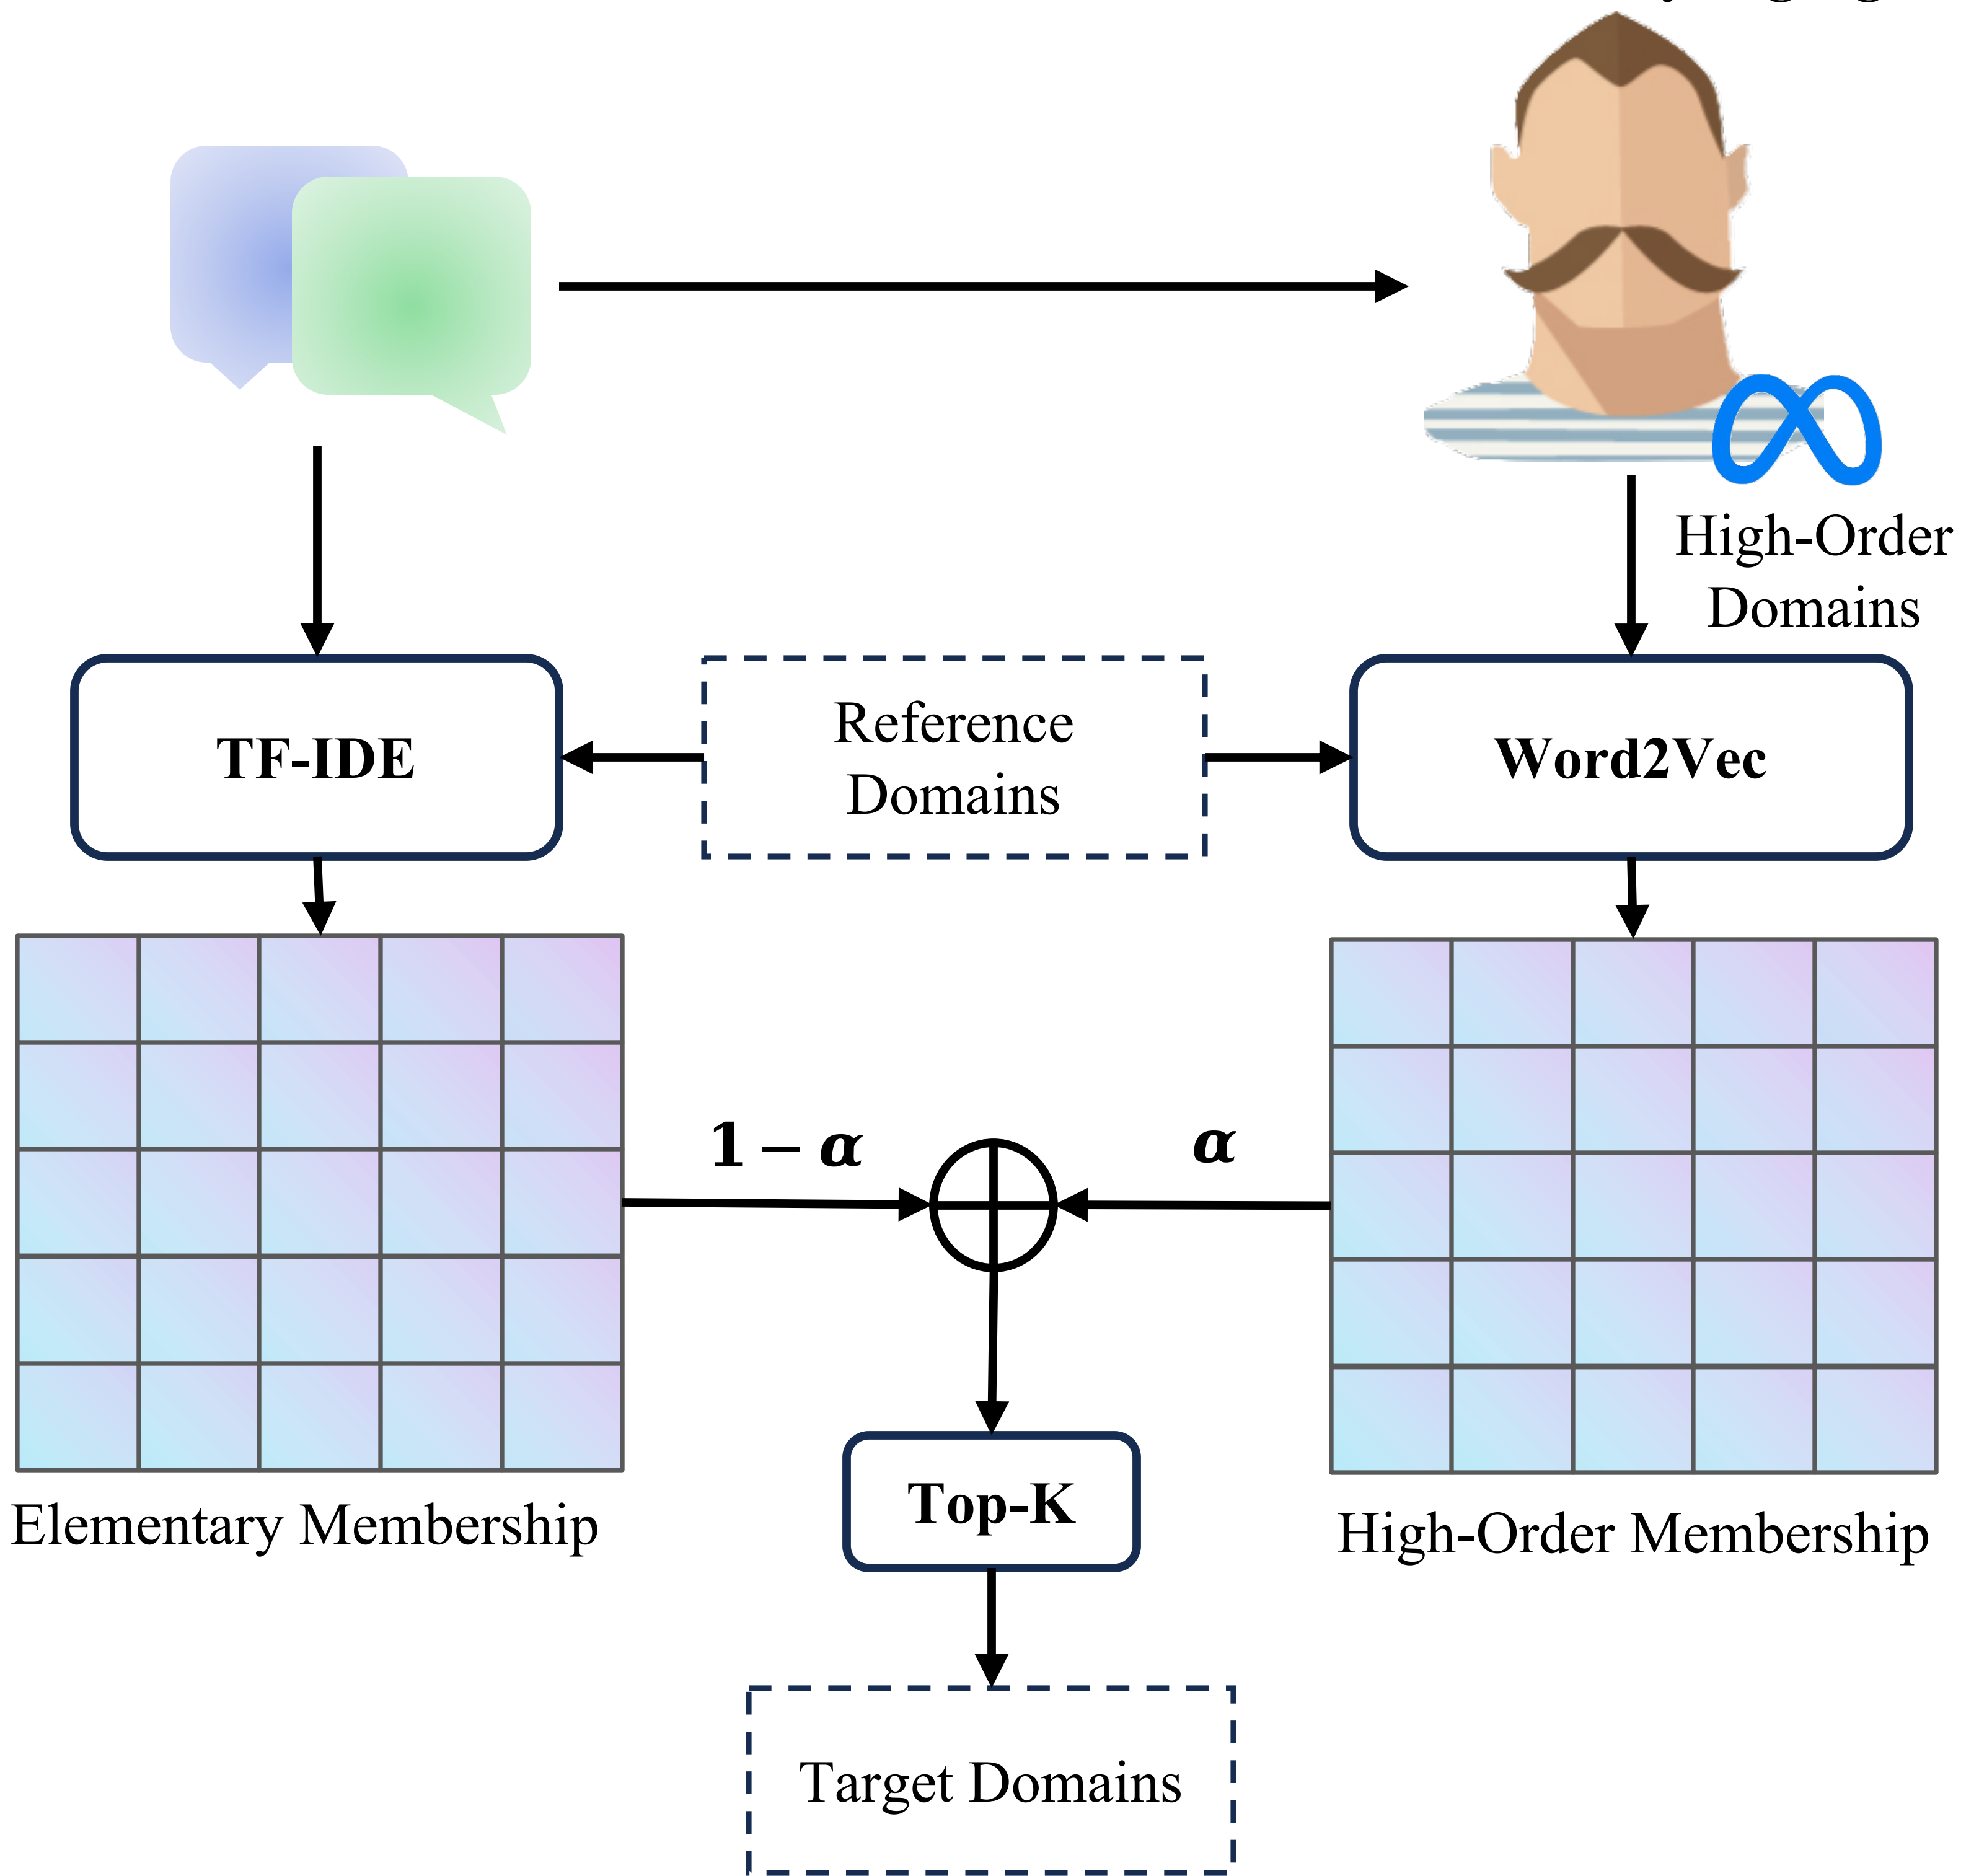 High-Order
Domains
TF-IDE
Reference
Domains
Word2Vec
1 − α
α
Top-K
Elementary Membership
High-Order Membership
Target Domains